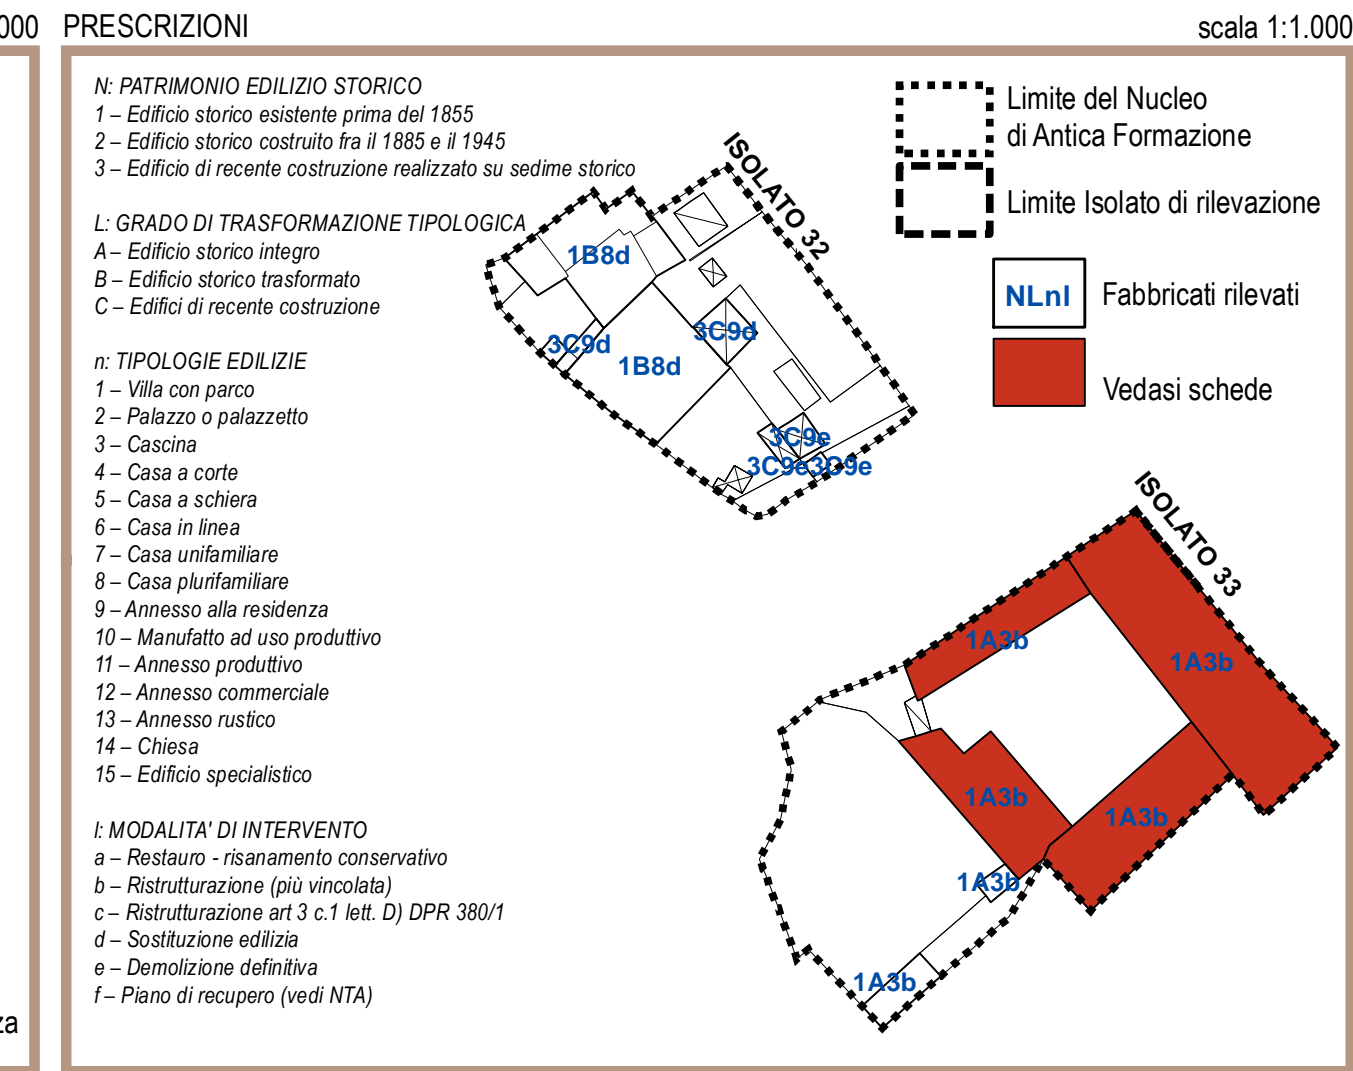 000
PRESCRIZIONI
scala 1:1.000
N: PATRIMONIO EDILIZIO STORICO
1 – Edificio storico esistente prima del 1855
2 – Edificio storico costruito fra il 1885 e il 1945
3 – Edificio di recente costruzione realizzato su sedime storico
L: GRADO DI TRASFORMAZIONE TIPOLOGICA
A – Edificio storico integro
B – Edificio storico trasformato
C – Edifici di recente costruzione
n: TIPOLOGIE EDILIZIE
1 – Villa con parco
2 – Palazzo o palazzetto
3 – Cascina
4 – Casa a corte
5 – Casa a schiera
6 – Casa in linea
7 – Casa unifamiliare
8 – Casa plurifamiliare
9 – Annesso alla residenza
10 – Manufatto ad uso produttivo
11 – Annesso produttivo
12 – Annesso commerciale
13 – Annesso rustico
14 – Chiesa
15 – Edificio specialistico
l: MODALITA' DI INTERVENTO
a – Restauro - risanamento conservativo
b – Ristrutturazione (più vincolata)
c – Ristrutturazione art 3 c.1 lett. D) DPR 380/1
d – Sostituzione edilizia
e – Demolizione definitiva
f – Piano di recupero (vedi NTA)
za
Limite del Nucleo
di Antica Formazione
Limite Isolato di rilevazione
NLnl
Fabbricati rilevati
Vedasi schede
ISOLATO 32
1B8d
3C9d
3C9d
1B8d
3C9e
3C9e
3C9e
ISOLATO 33
1A3b
1A3b
1A3b
1A3b
1A3b
1A3b